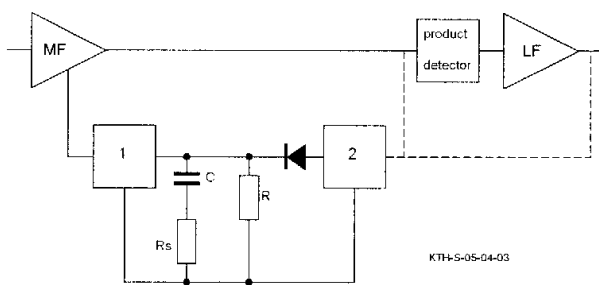 MF
product
detector
LF
1
2
C
R
Rs
KTH-S-05-04-03